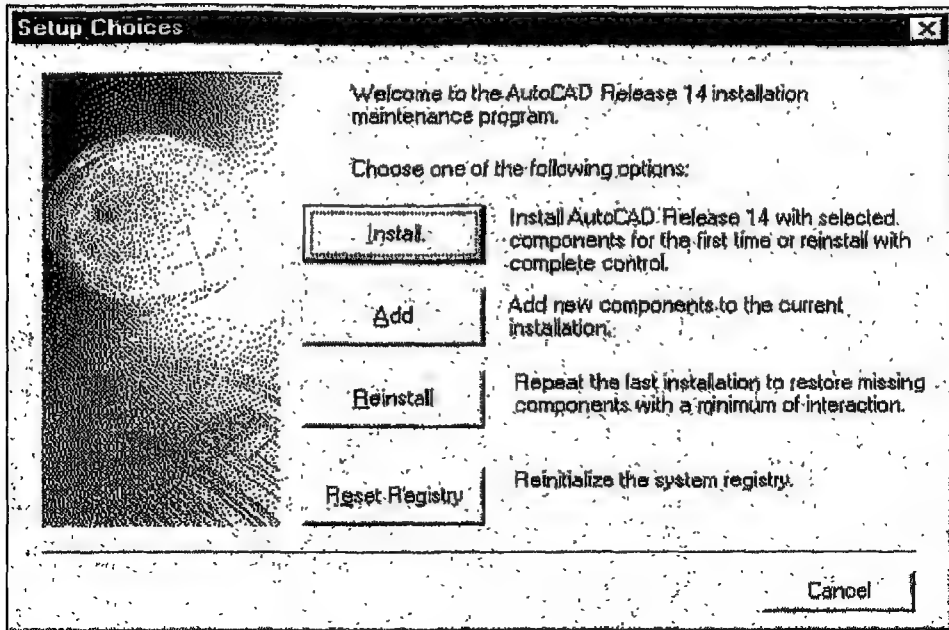 Setup Choices
Welcome to the AutoCAD Release 14 installation
maintenance program.
Choose one of the following options:
Install
Install AutoCAD Release 14 with selected
components for the first time or reinstall with
complete control.
Add
Add new components to the current
installation.
Reinstall
Repeat the last installation to restore missing
components with a minimum of interaction.
Reset Registry
Reinitialize the system registry.
Cancel